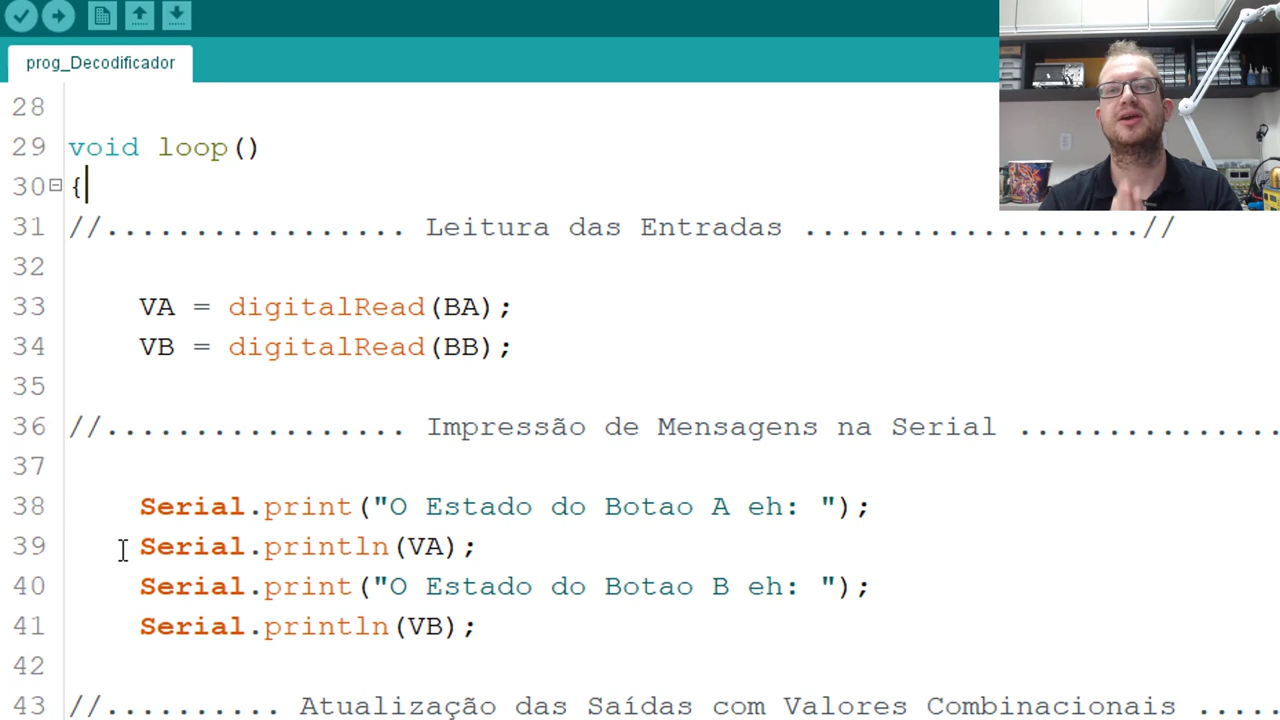 prog_Decodificador
28
29 void loop()
30 {
31 //................. Leitura das Entradas ...................//
32
33 VA = digitalRead(BA);
34 VB = digitalRead(BB);
35
36 //................. Impressão de Mensagens na Serial ...............
37
38 Serial.print("O Estado do Botao A eh: ");
39 Serial.println(VA);
40 Serial.print("O Estado do Botao B eh: ");
41 Serial.println(VB);
42
43 //.......... Atualização das Saídas com Valores Combinacionais .....